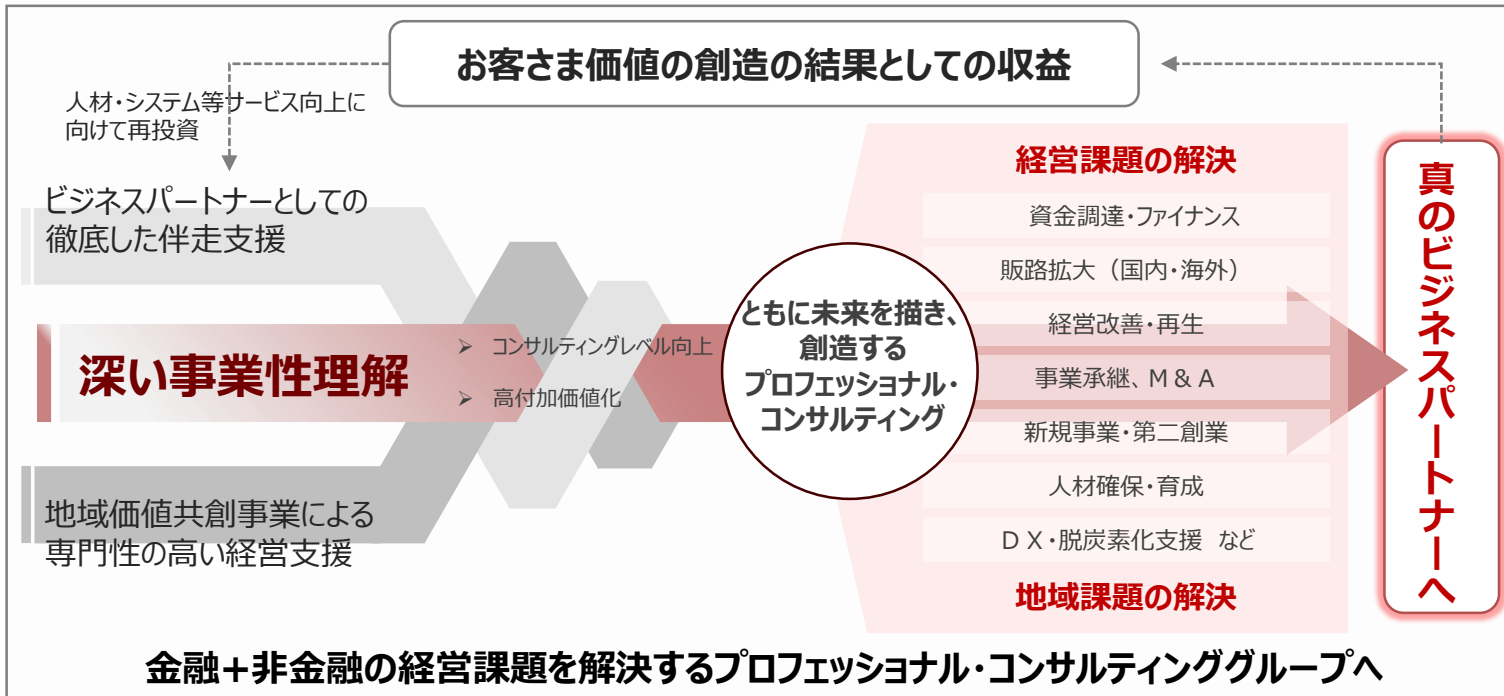 お客さま価値の創造の結果としての収益
人材・システム等サービス向上に
向けて再投資
ビジネスパートナーとしての
徹底した伴走支援
深い事業性理解
➢ コンサルティングレベル向上
➢ 高付加価値化
地域価値共創事業による
専門性の高い経営支援
ともに未来を描き、
創造する
プロフェッショナル・
コンサルティング
経営課題の解決
資金調達・ファイナンス
販路拡大（国内・海外）
経営改善・再生
事業承継、M & A
新規事業・第二創業
人材確保・育成
ＤＸ・脱炭素化支援 など
地域課題の解決
真のビジネスパートナーへ
金融＋非金融の経営課題を解決するプロフェッショナル・コンサルティンググループへ